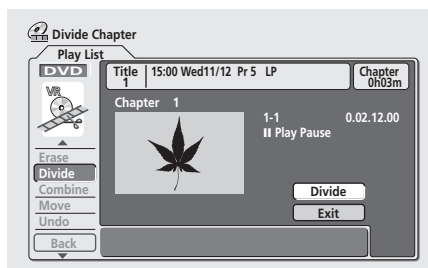 Divide Chapter
Play List
DVD
Title 1 15:00 Wed11/12 Pr 5 LP
Chapter 0h03m
VR
Chapter 1
1-1 0.02.12.00
Play Pause
Erase
Divide
Combine
Move
Undo
Back
Divide
Exit